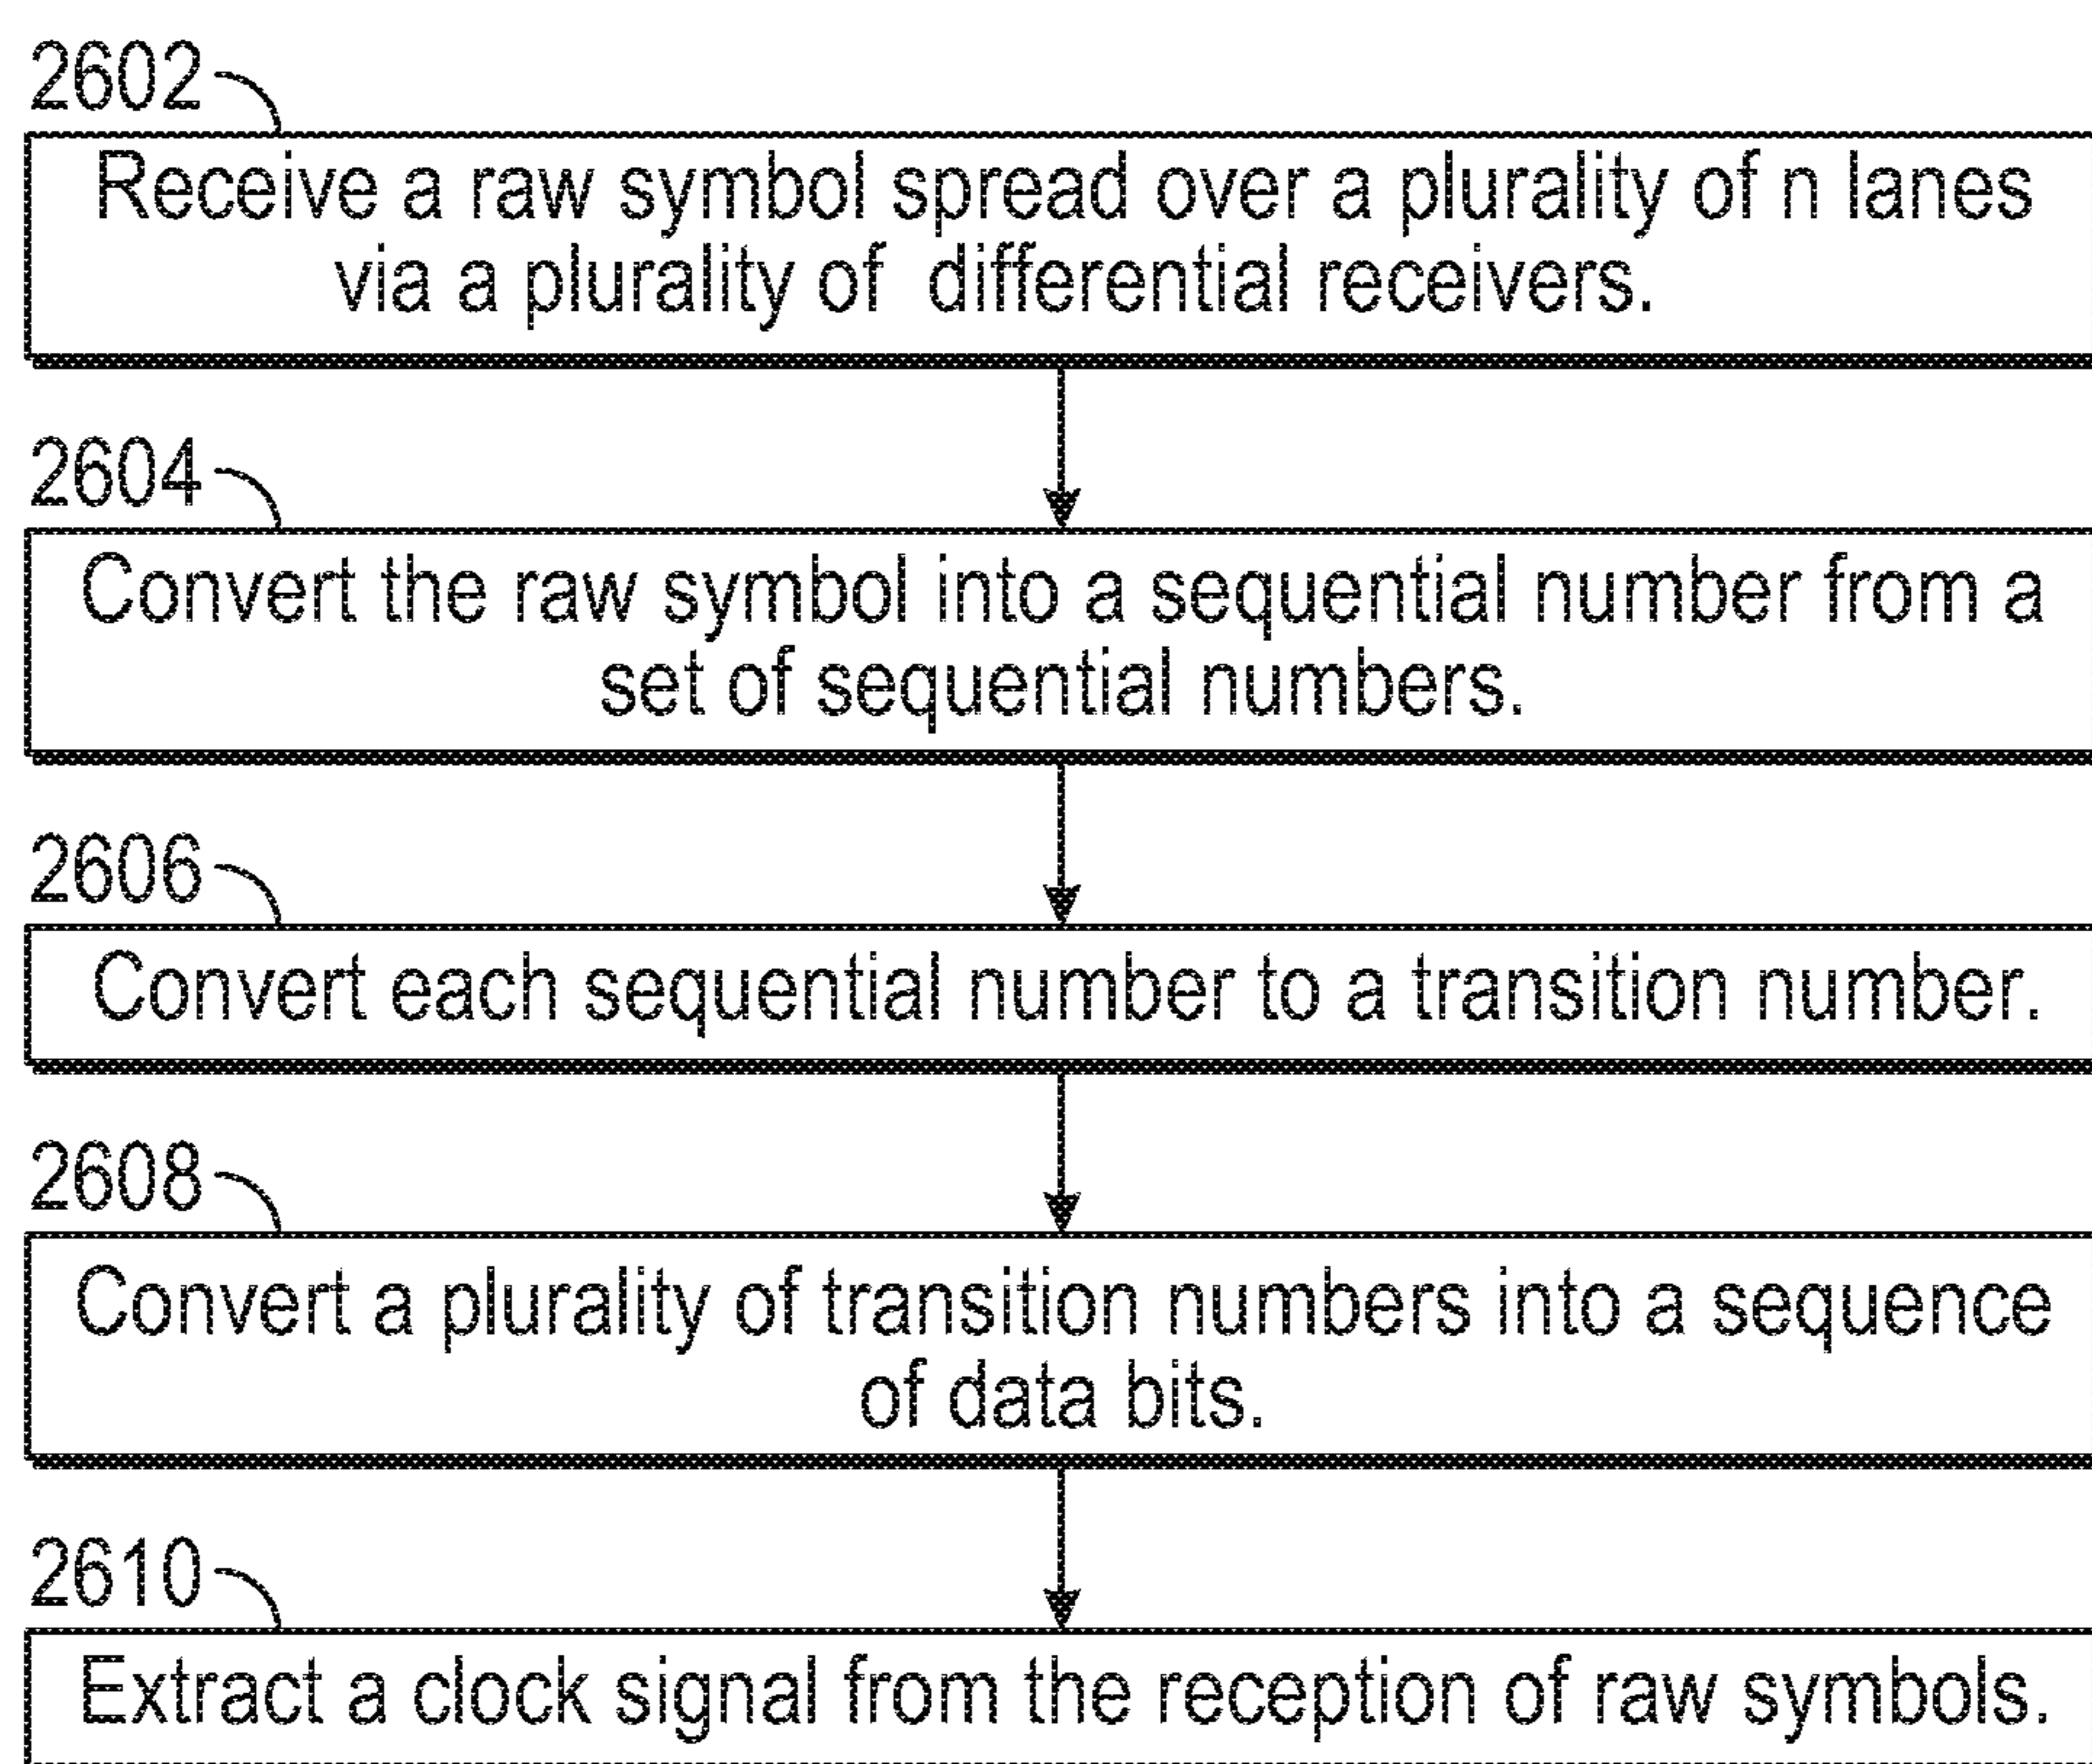 2602
Receive a raw symbol spread over a plurality of n lanes
via a plurality of differential receivers.
2604
Convert the raw symbol into a sequential number from a
set of sequential numbers.
2606
Convert each sequential number to a transition number.
2608
Convert a plurality of transition numbers into a sequence
of data bits.
2610
Extract a clock signal from the reception of raw symbols.